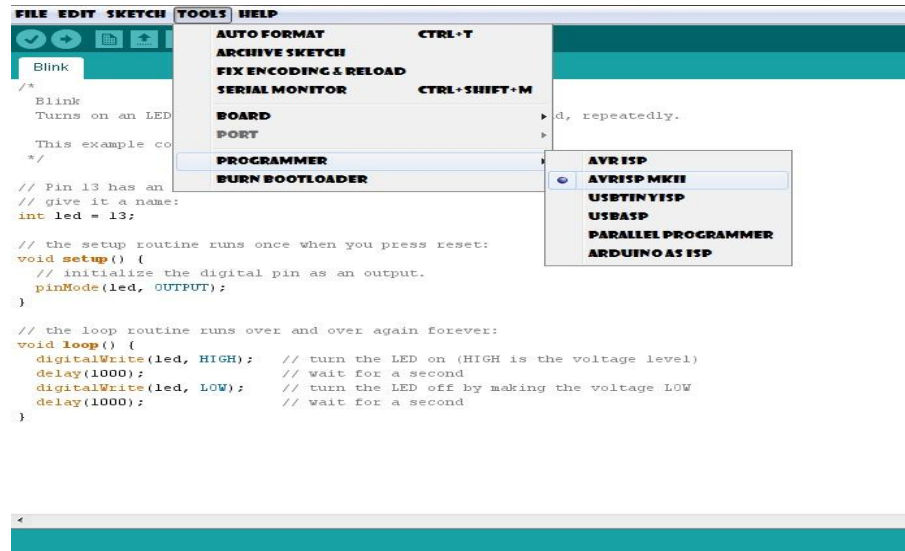 FILE EDIT SKETCH TOOLS HELP
AUTO FORMAT CTRL+T
ARCHIVE SKETCH
FIX ENCODING & RELOAD
SERIAL MONITOR CTRL+SHIFT+M
BOARD
PORT
PROGRAMMER
BURN BOOTLOADER
AVR ISP
AVRISP MKII
USBTINYISP
USBASP
PARALLEL PROGRAMMER
ARDUINO AS ISP
Blink
/*
Blink
Turns on an LED d, repeatedly.
This example co
*/
// Pin 13 has an
// give it a name:
int led = 13;
// the setup routine runs once when you press reset:
void setup() {
// initialize the digital pin as an output.
pinMode(led, OUTPUT);
}
// the loop routine runs over and over again forever:
void loop() {
digitalWrite(led, HIGH); // turn the LED on (HIGH is the voltage level)
delay(1000); // wait for a second
digitalWrite(led, LOW); // turn the LED off by making the voltage LOW
delay(1000); // wait for a second
}